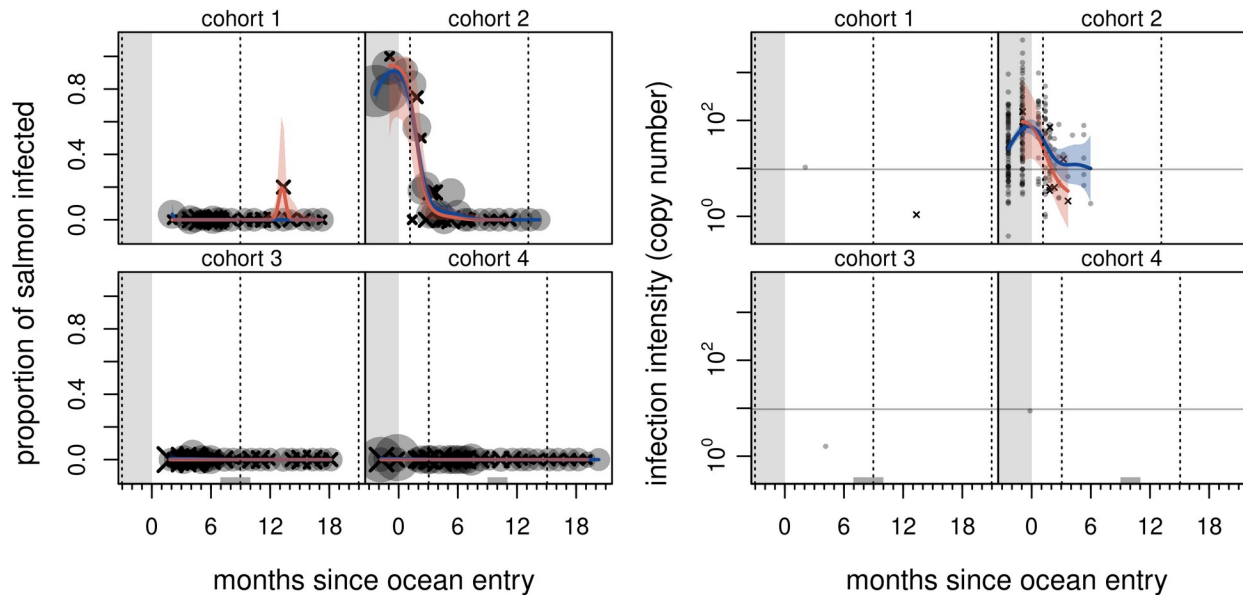 cohort 1 cohort 2 cohort 1 cohort 2
proportion of salmon infected
0.0 0.4 0.8
infection intensity (copy number)
10⁰ 10²
cohort 3 cohort 4 cohort 3 cohort 4
0.0 0.4 0.8
10⁰ 10²
0 6 12 18 0 6 12 18 0 6 12 18 0 6 12 18
months since ocean entry months since ocean entry